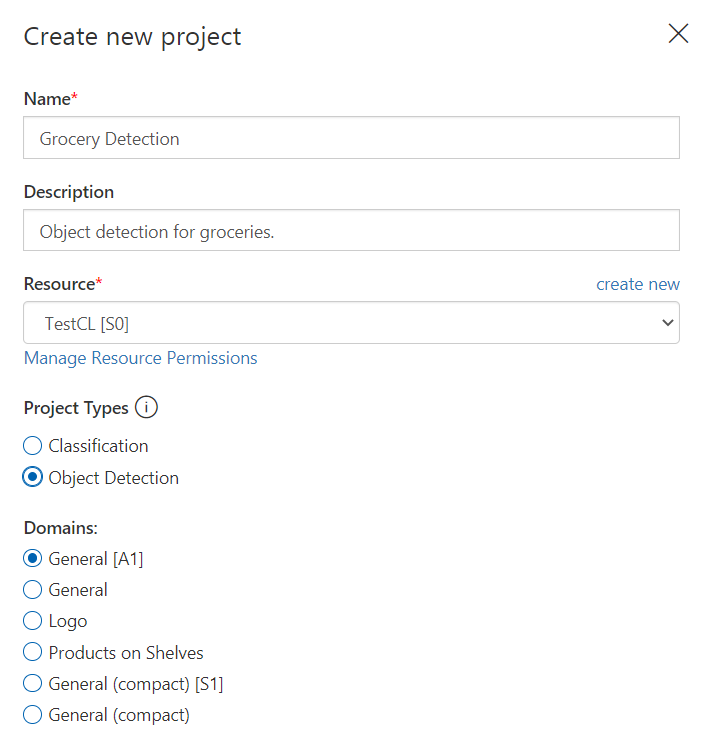 Create new project
Name*
Grocery Detection
Description
Object detection for groceries.
Resource* create new
TestCL [S0]
Manage Resource Permissions
Project Types i
Classification
Object Detection
Domains:
General [A1]
General
Logo
Products on Shelves
General (compact) [S1]
General (compact)